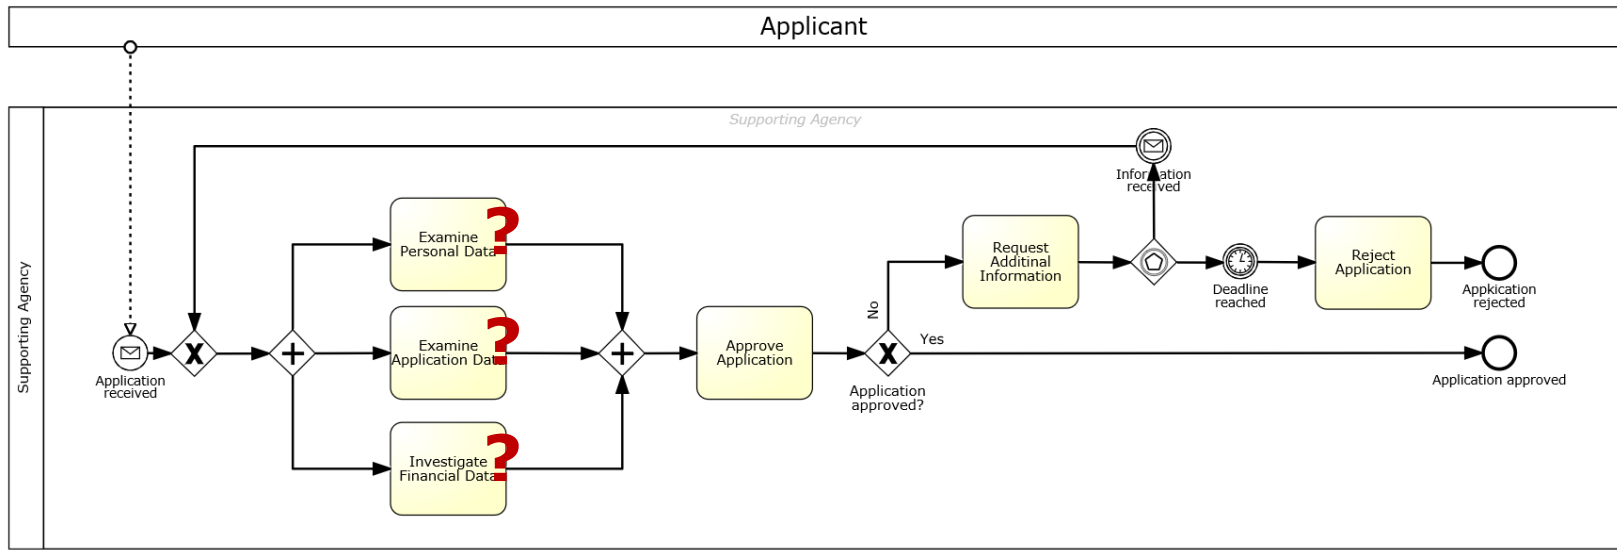 Applicant
Supporting Agency
Supporting Agency
Information
received
?
Examine
Personal Data
Request
Additinal
Information
Reject
Application
Deadline
reached
Appkication
rejected
No
?
Examine
Application Data
Approve
Application
Yes
Application
received
Application
approved?
Application approved
?
Investigate
Financial Data